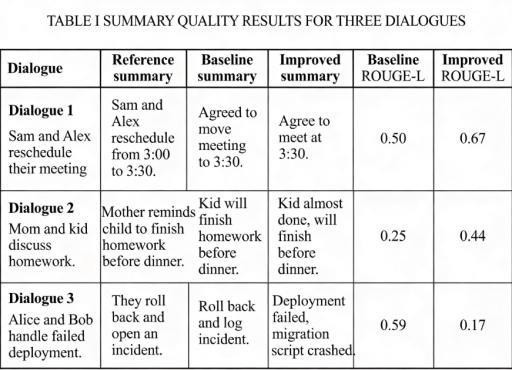 TABLE I SUMMARY QUALITY RESULTS FOR THREE DIALOGUES
Dialogue
Reference
summary
Baseline
summary
Improved
summary
Baseline
ROUGE-L
Improved
ROUGE-L
Dialogue 1
Sam and Alex
reschedule
their meeting
Sam and
Alex
reschedule
from 3:00
to 3:30.
Agreed to
move
meeting
to 3:30.
Agree to
meet at
3:30.
0.50
0.67
Dialogue 2
Mom and kid
discuss
homework.
Mother reminds
child to finish
homework
before dinner.
Kid will
finish
homework
before
dinner.
Kid almost
done, will
finish
before
dinner.
0.25
0.44
Dialogue 3
Alice and Bob
handle failed
deployment.
They roll
back and
open an
incident.
Roll back
and log
incident.
Deployment
failed,
migration
script crashed.
0.59
0.17